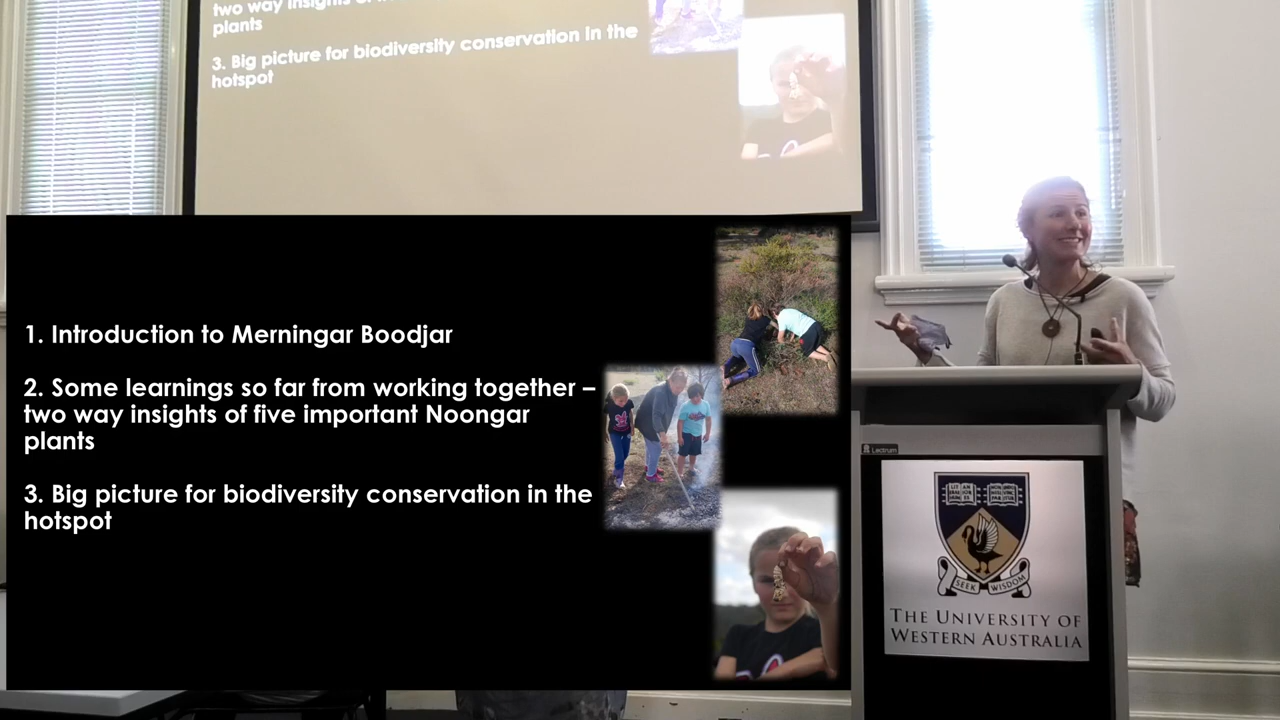 two way insights of
plants
3. Big picture for biodiversity conservation in the
hotspot
1. Introduction to Merningar Boodjar
2. Some learnings so far from working together –
two way insights of five important Noongar
plants
3. Big picture for biodiversity conservation in the
hotspot
Lectrum
SEEK WISDOM
THE UNIVERSITY OF
WESTERN AUSTRALIA